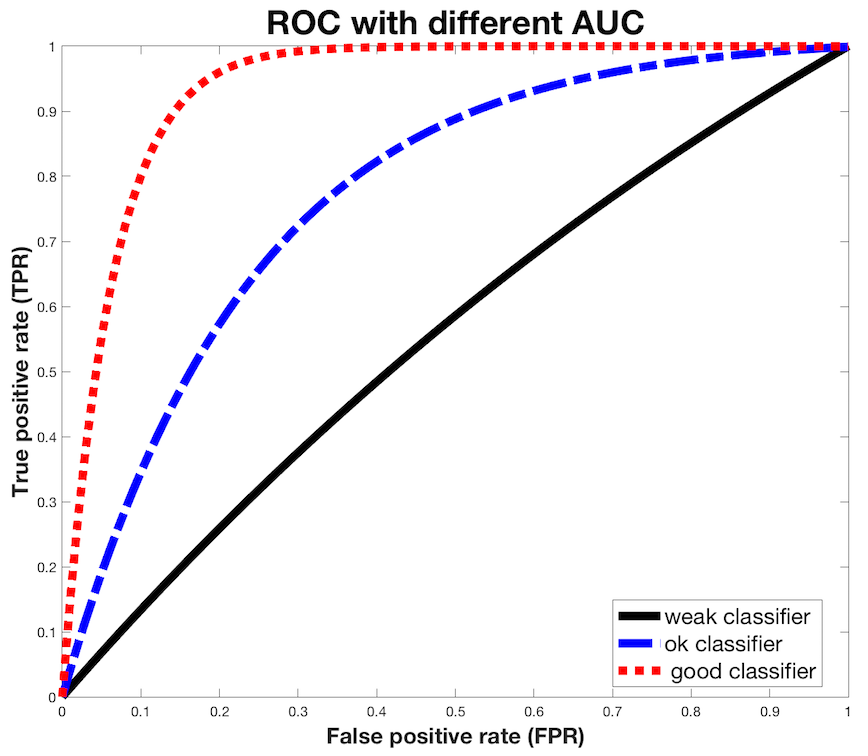 ROC with different AUC
1
0.9
0.8
0.7
0.6
0.5
0.4
0.3
0.2
0.1
0
True positive rate (TPR)
weak classifier
ok classifier
good classifier
0 0.1 0.2 0.3 0.4 0.5 0.6 0.7 0.8 0.9 1
False positive rate (FPR)